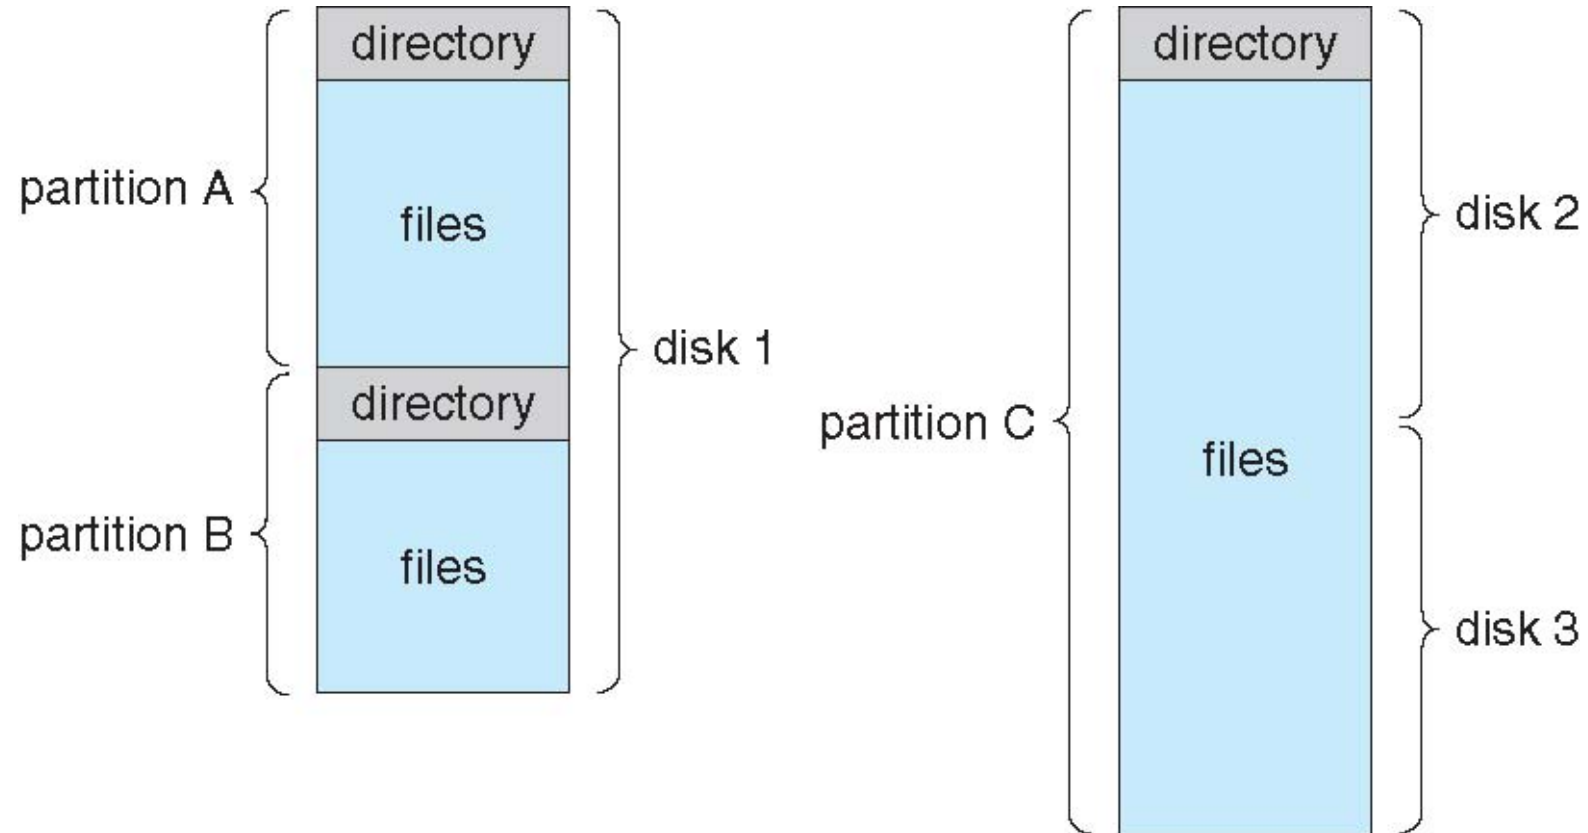 directory
partition A
files
disk 1
directory
partition B
files
directory
disk 2
partition C
files
disk 3